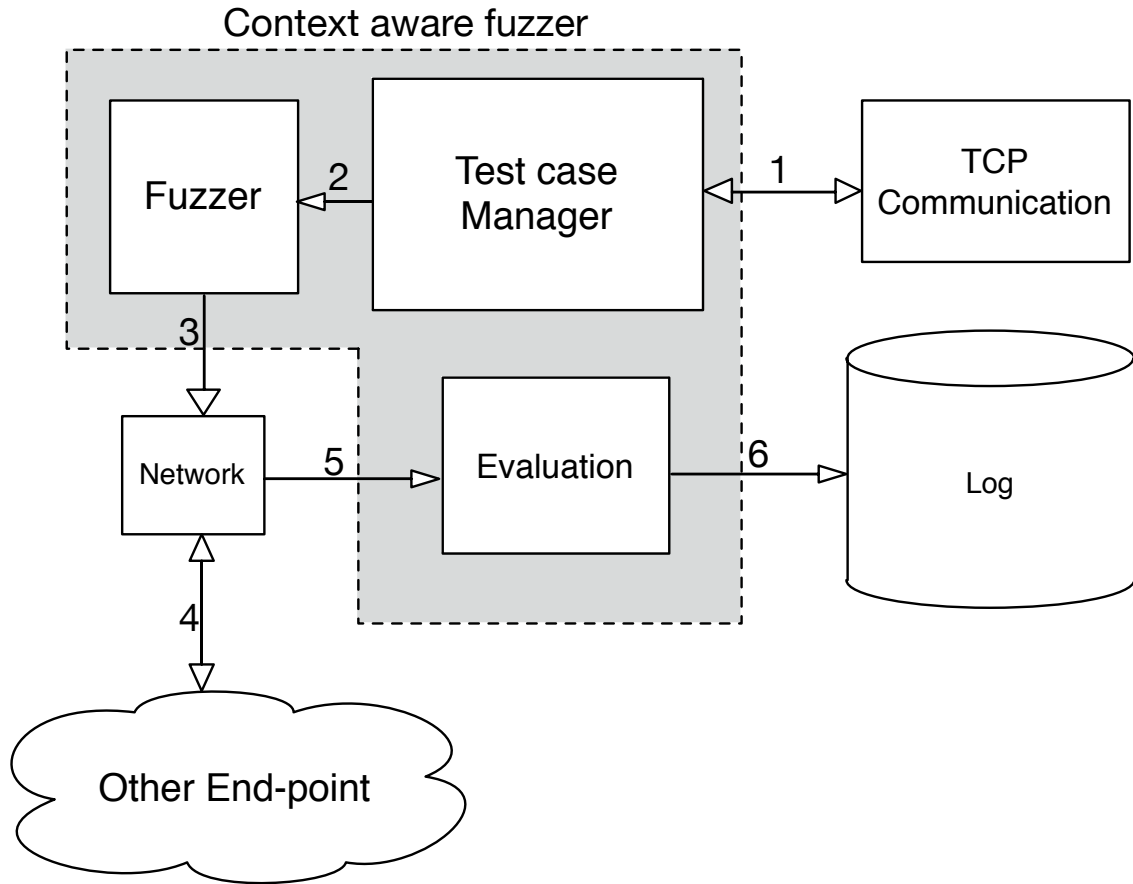 Context aware fuzzer
Fuzzer
2
Test case
Manager
1
TCP
Communication
3
Network
5
Evaluation
6
Log
4
Other End-point